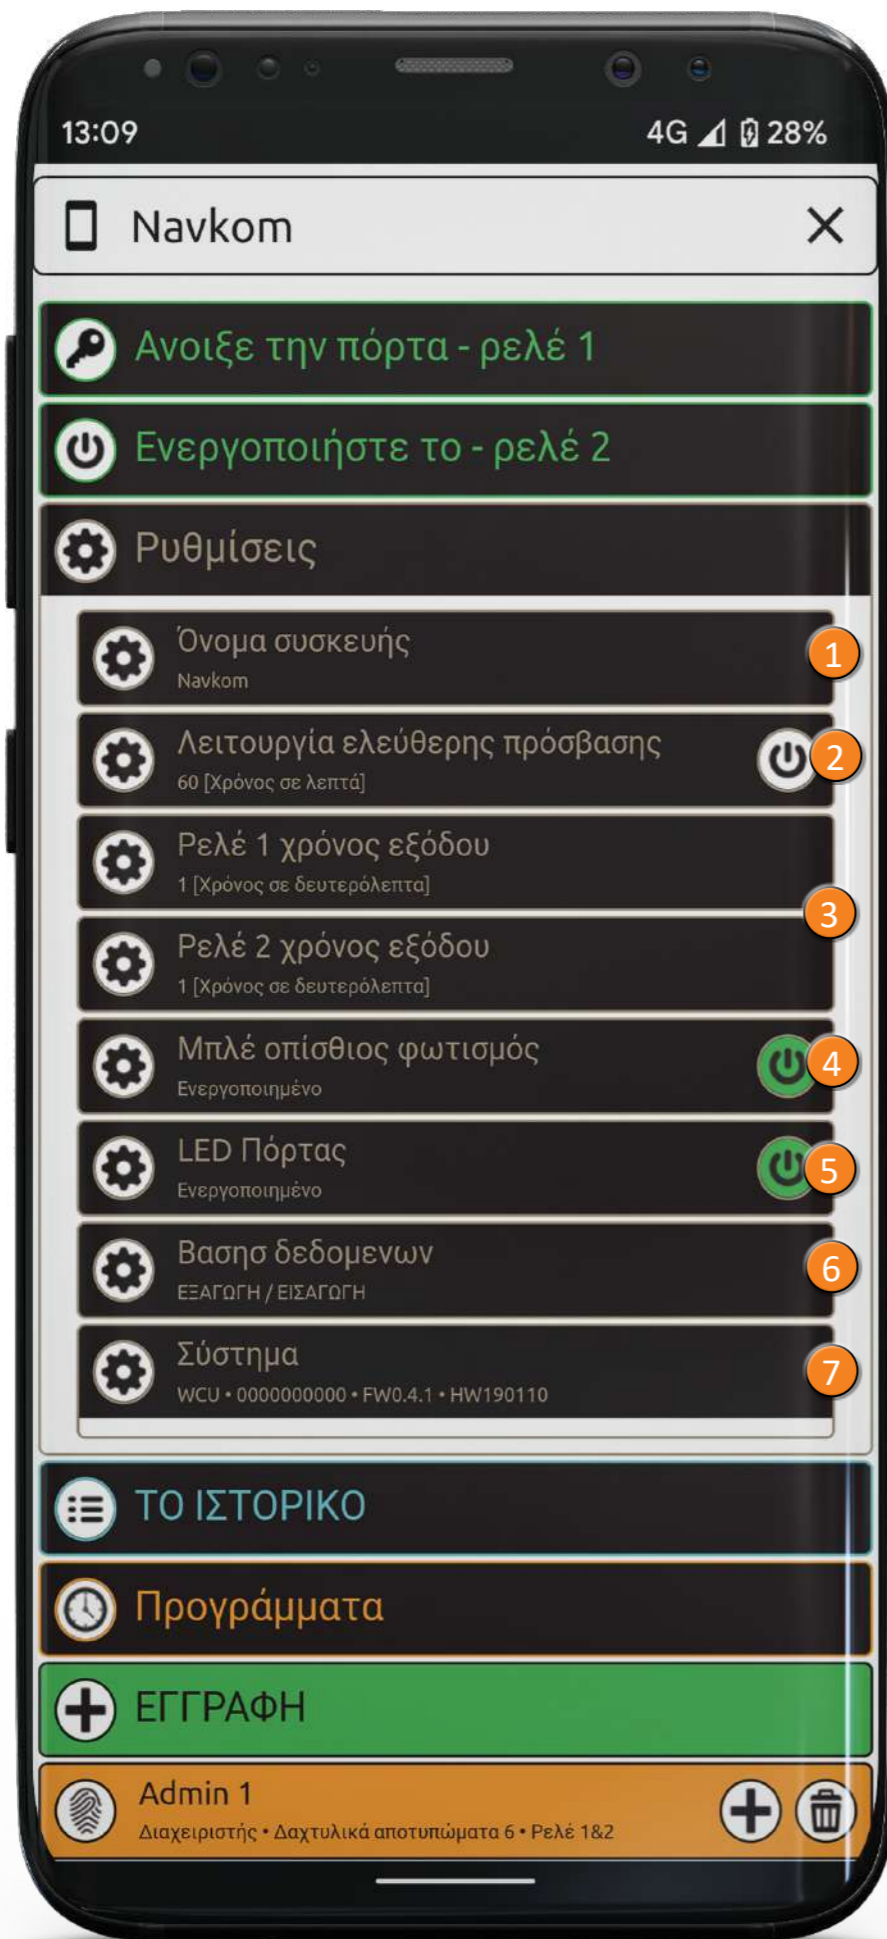 13:09 4G 28%
Navkom
Ανοιξε την πόρτα - ρελέ 1
Ενεργοποιήστε το - ρελέ 2
Ρυθμίσεις
Όνομα συσκευής
Navkom
1
Λειτουργία ελεύθερης πρόσβασης
60 [Χρόνος σε λεπτά]
2
Ρελέ 1 χρόνος εξόδου
1 [Χρόνος σε δευτερόλεπτα]
3
Ρελέ 2 χρόνος εξόδου
1 [Χρόνος σε δευτερόλεπτα]
Μπλέ οπίσθιος φωτισμός
Ενεργοποιημένο
4
LED Πόρτας
Ενεργοποιημένο
5
Βασησ δεδομενων
ΕΞΑΓΩΓΗ / ΕΙΣΑΓΩΓΗ
6
Σύστημα
WCU • 0000000000 • FW0.4.1 • HW190110
7
ΤΟ ΙΣΤΟΡΙΚΟ
Προγράμματα
ΕΓΓΡΑΦΗ
Admin 1
Διαχειριστής • Δαχτυλικά αποτυπώματα 6 • Ρελέ 1&2